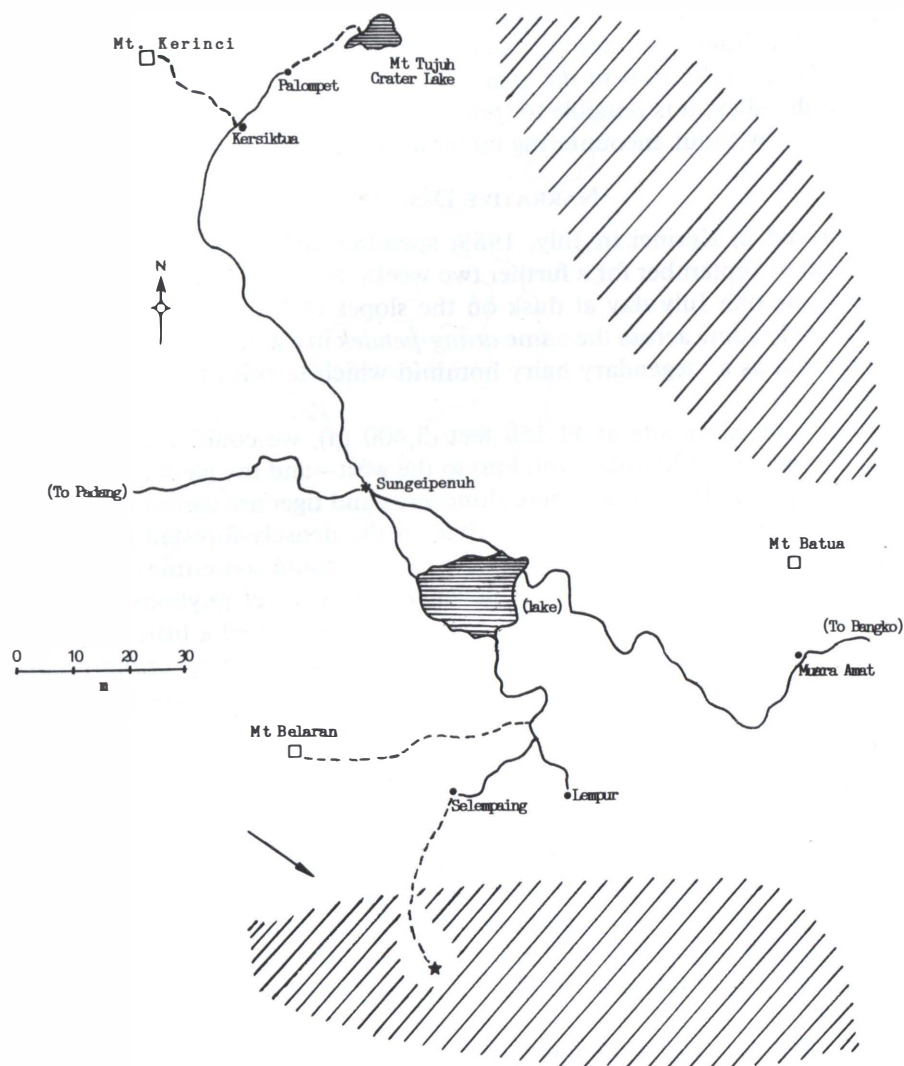 Mt. Kerinci
Mt Tujuh
Crater Lake
Palompet
Kersiktua
N
(To Padang)
Sungeipenuh
Mt Batua
(lake)
(To Bangko)
Muara Amat
0 10 20 30
m
Mt Belaran
Selempaing
Lempur